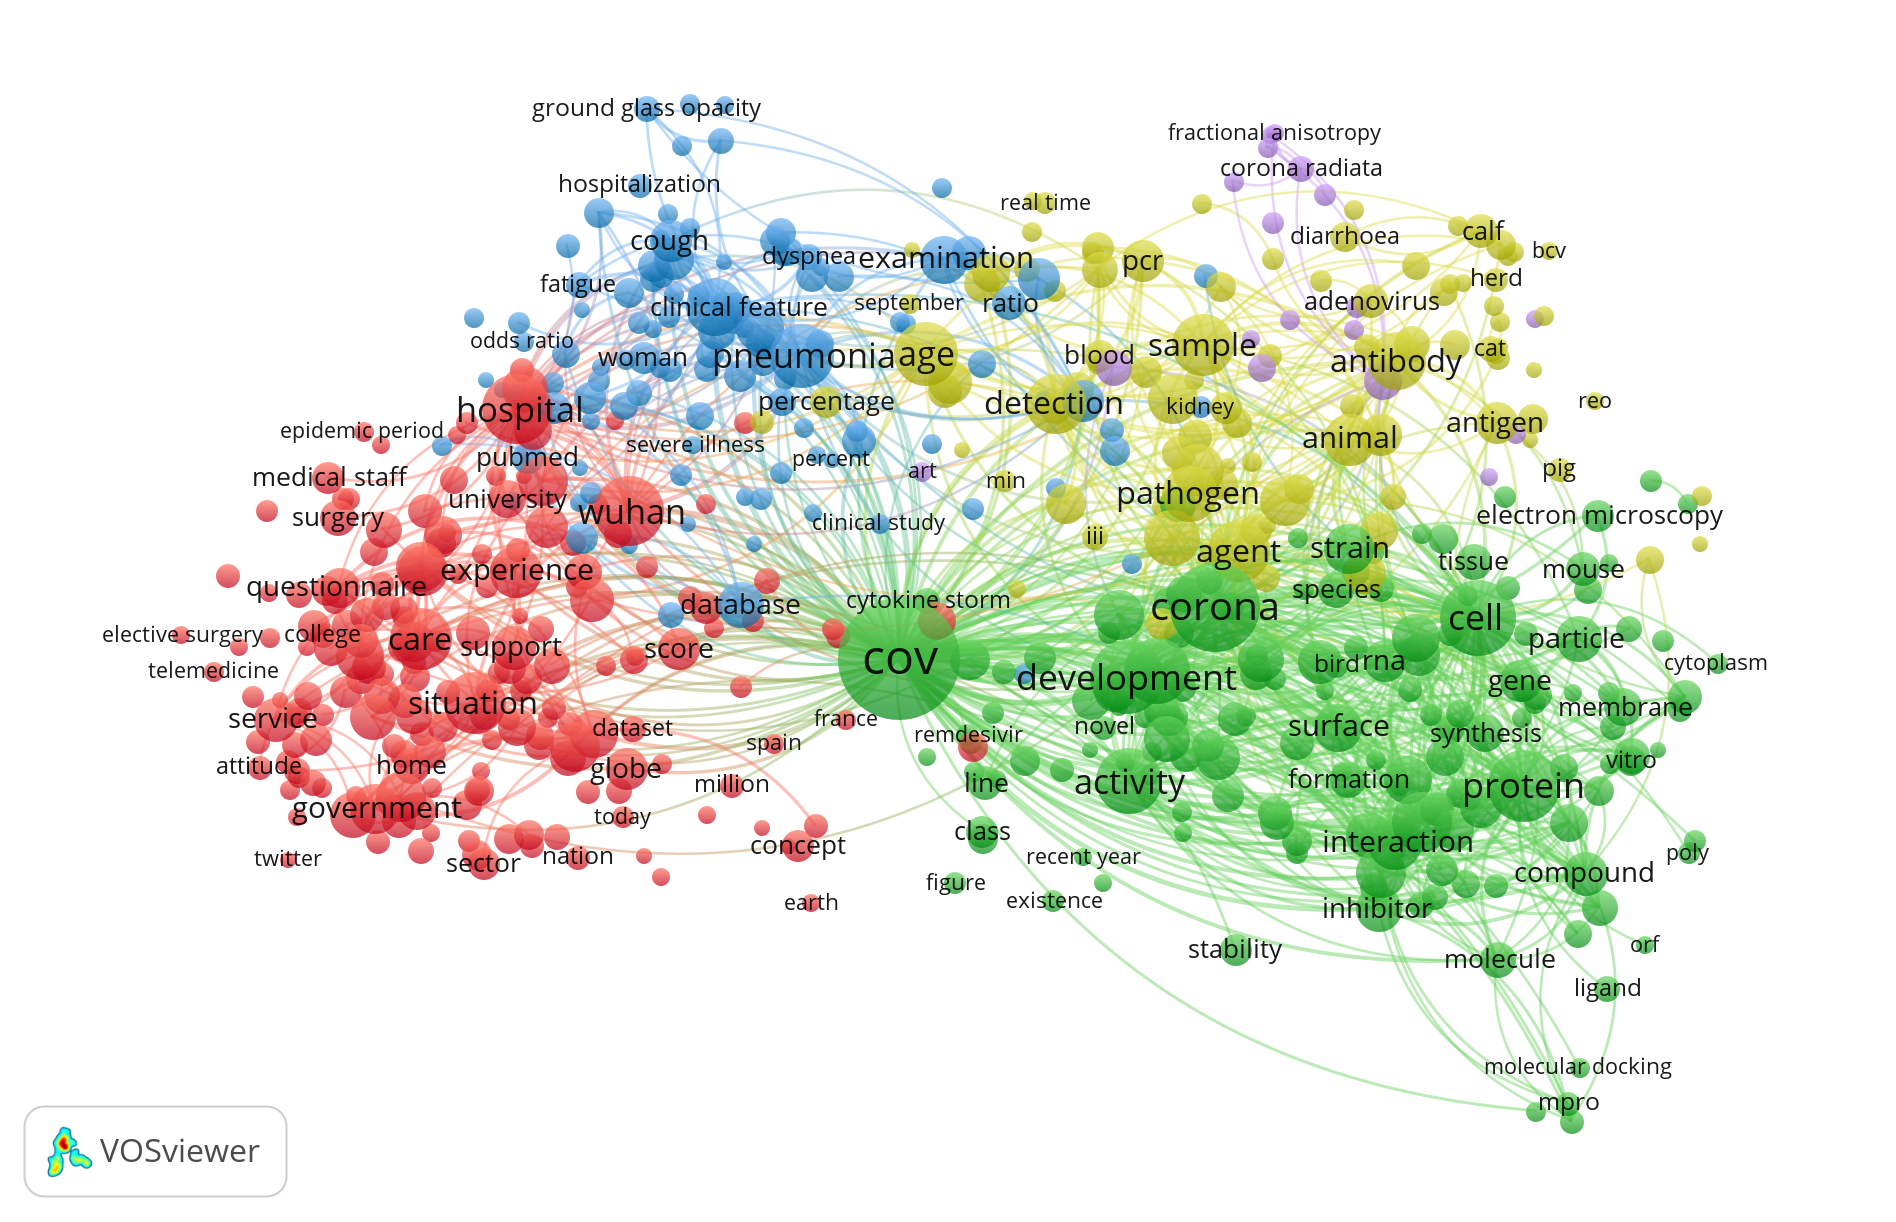 ground glass opacity
fractional anisotropy
corona radiata
hospitalization
real time
cough
diarrhoea
calf
bcv
dyspnea
examination
pcr
fatigue
herd
clinical feature
september
ratio
adenovirus
odds ratio
woman
pneumonia
age
blood
sample
antibody
cat
hospital
percentage
detection
kidney
reo
epidemic period
severe illness
animal
antigen
pubmed
percent
medical staff
art
min
pig
university
pathogen
surgery
wuhan
clinical study
electron microscopy
iii
agent
strain
tissue
questionnaire
experience
mouse
database
cytokine storm
corona
species
cell
elective surgery
college
care
support
score
cov
particle
telemedicine
development
bird
rna
cytoplasm
gene
situation
service
dataset
france
novel
surface
membrane
spain
remdesivir
synthesis
attitude
home
globe
million
line
activity
formation
protein
vitro
government
today
class
twitter
sector
nation
concept
recent year
interaction
poly
figure
compound
earth
existence
inhibitor
stability
molecule
orf
ligand
molecular docking
mpro
VOSviewer